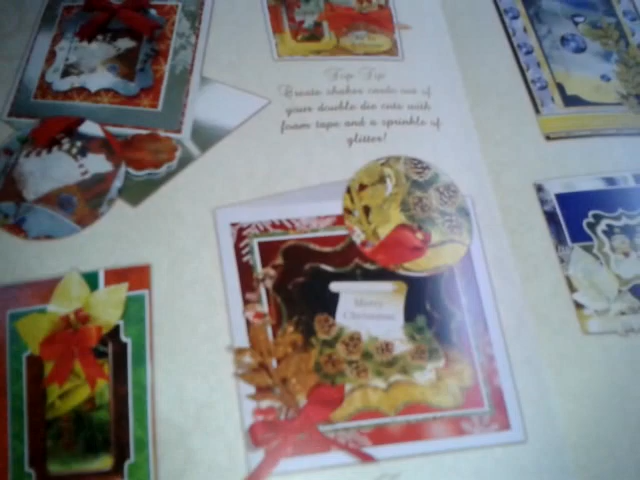 Top Tip
Create shaker cards out of
your double die cuts with
foam tape and a sprinkle of
glitter!
Merry
Christmas